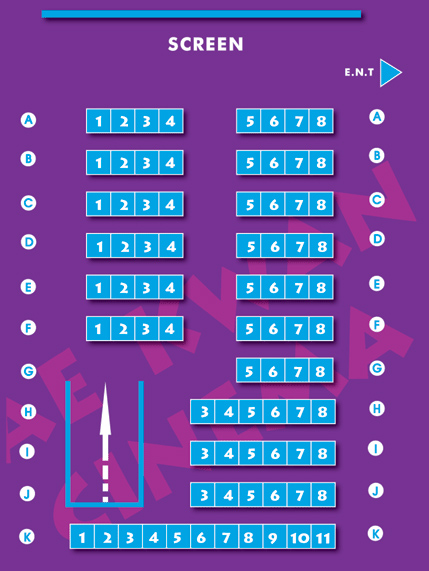 SCREEN
E.N.T
A 1 2 3 4 5 6 7 8 A
B 1 2 3 4 5 6 7 8 B
C 1 2 3 4 5 6 7 8 C
D 1 2 3 4 5 6 7 8 D
E 1 2 3 4 5 6 7 8 E
F 1 2 3 4 5 6 7 8 F
G 5 6 7 8 G
H 3 4 5 6 7 8 H
I 3 4 5 6 7 8 I
J 3 4 5 6 7 8 J
K 1 2 3 4 5 6 7 8 9 10 11 K
AE KWAN
CINEMA